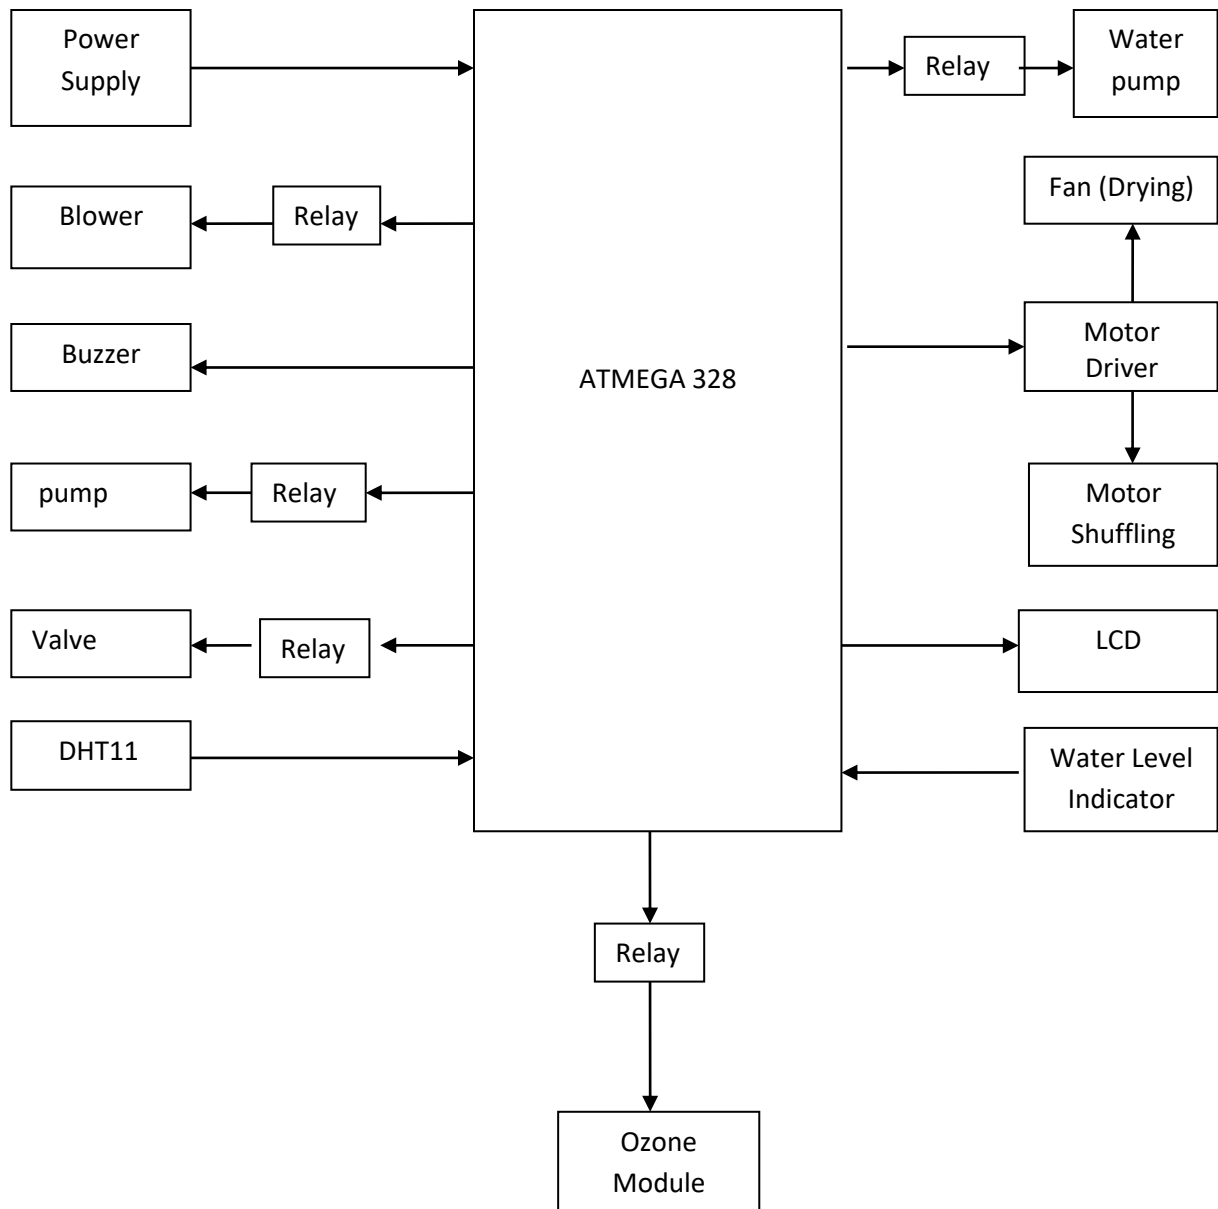 Power
Supply
Relay
Water
pump
Blower
Relay
Fan (Drying)
Buzzer
ATMEGA 328
Motor
Driver
pump
Relay
Motor
Shuffling
Valve
Relay
LCD
DHT11
Water Level
Indicator
Relay
Ozone
Module